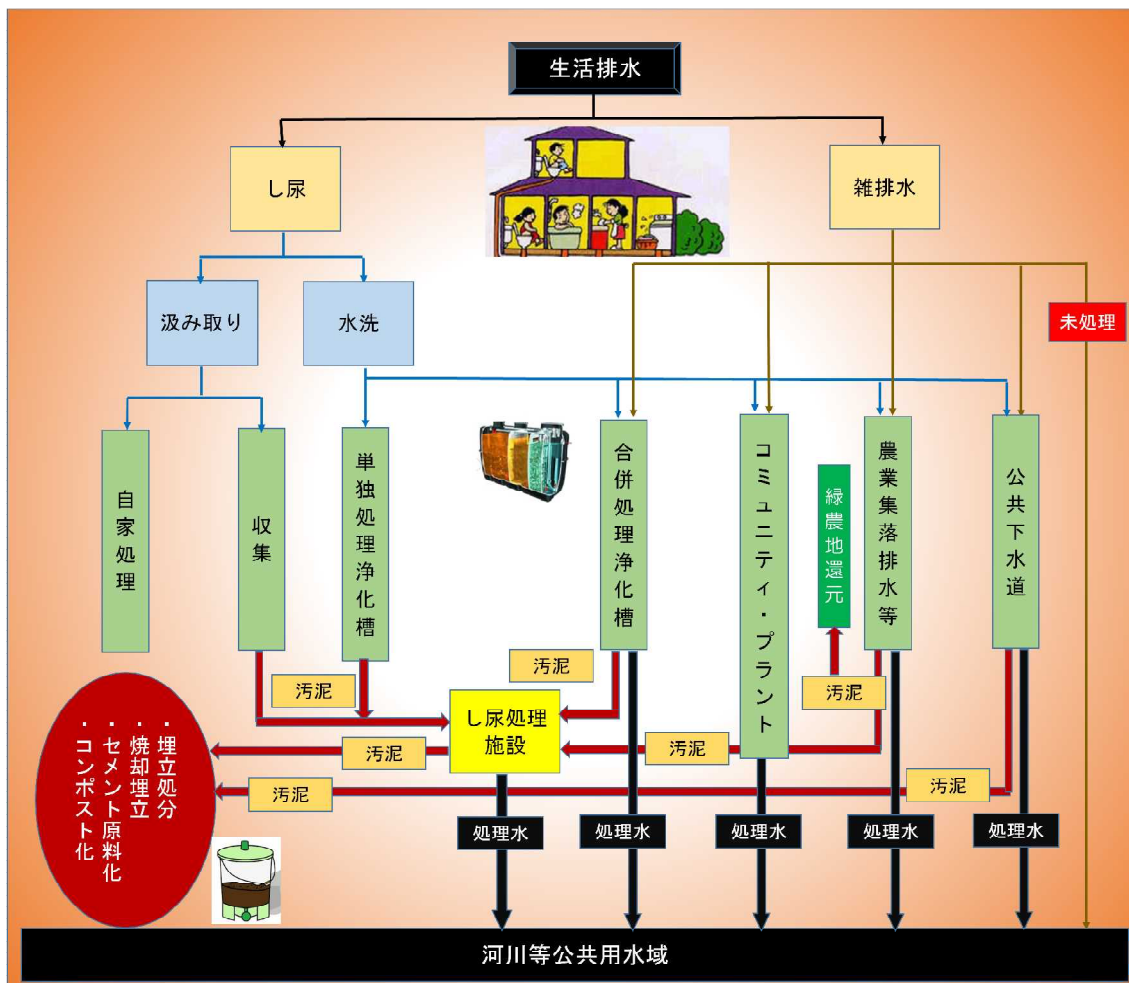 生活排水
し尿
雑排水
汲み取り
水洗
未処理
自家処理
収集
単独処理浄化槽
合併処理浄化槽
コミュニティ・プラント
農業集落排水等
緑農地還元
公共下水道
汚泥
汚泥
汚泥
し尿処理
施設
汚泥
汚泥
汚泥
汚泥
・埋立処分
・焼却埋立
・セメント原料化
・コンポスト化
処理水
処理水
処理水
処理水
処理水
河川等公共用水域